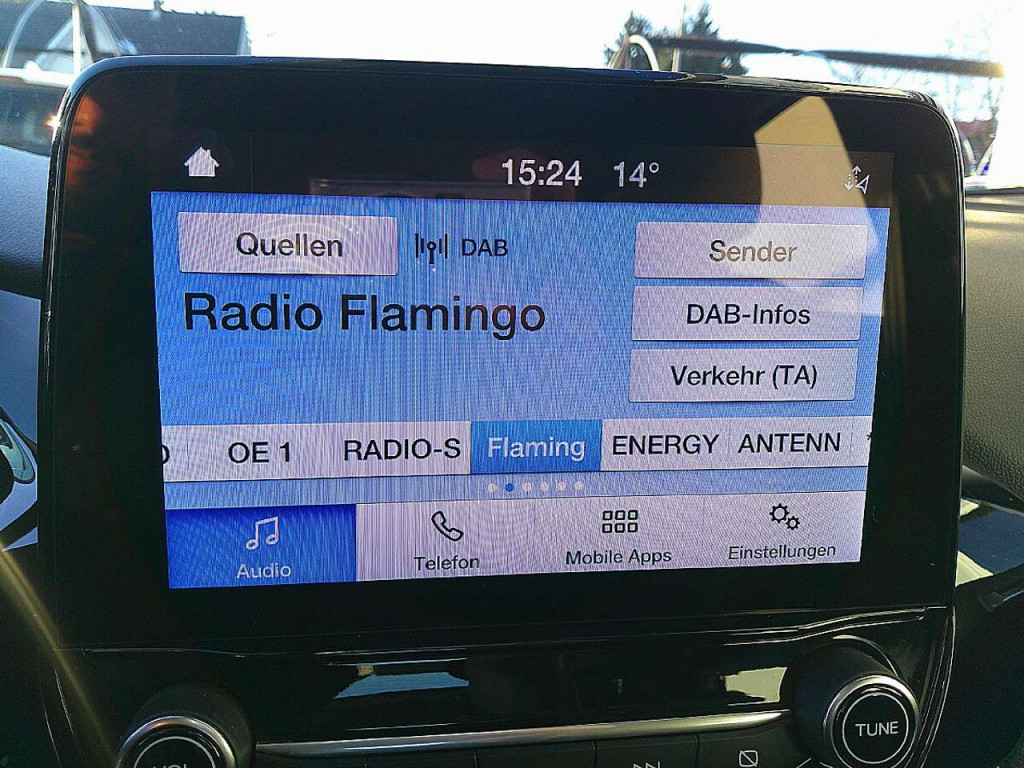 15:24 14°
Quellen DAB Sender
Radio Flamingo
DAB-Infos
Verkehr (TA)
OE 1 RADIO-S Flaming ENERGY ANTENN
Audio Telefon Mobile Apps Einstellungen
TUNE
VOL